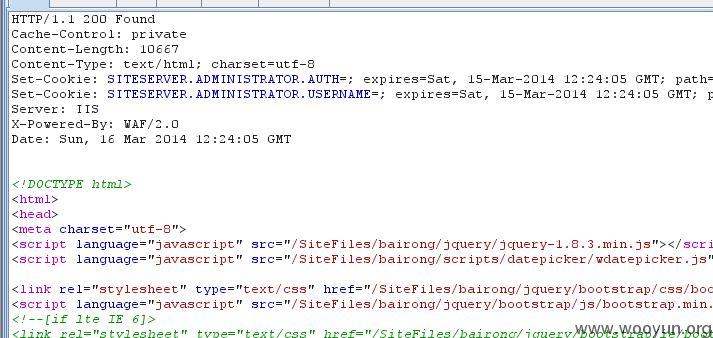 HTTP/1.1 200 Found
Cache-Control: private
Content-Length: 10667
Content-Type: text/html; charset=utf-8
Set-Cookie: SITESERVER.ADMINISTRATOR.AUTH=; expires=Sat, 15-Mar-2014 12:24:05 GMT; path=
Set-Cookie: SITESERVER.ADMINISTRATOR.USERNAME=; expires=Sat, 15-Mar-2014 12:24:05 GMT; p
Server: IIS
X-Powered-By: WAF/2.0
Date: Sun, 16 Mar 2014 12:24:05 GMT
<!DOCTYPE html>
<html>
<head>
<meta charset="utf-8">
<script language="javascript" src="/SiteFiles/bairong/jquery/jquery-1.8.3.min.js"></scri
<script language="javascript" src="/SiteFiles/bairong/scripts/datepicker/wdatepicker.js"
<link rel="stylesheet" type="text/css" href="/SiteFiles/bairong/jquery/bootstrap/css/boo
<script language="javascript" src="/SiteFiles/bairong/jquery/bootstrap/js/bootstrap.min.
<!--[if lte IE 6]>
<link rel="stylesheet" type="text/css" href="/SiteFiles/bairong/jquery/bootstrap/
www.wooyun.org